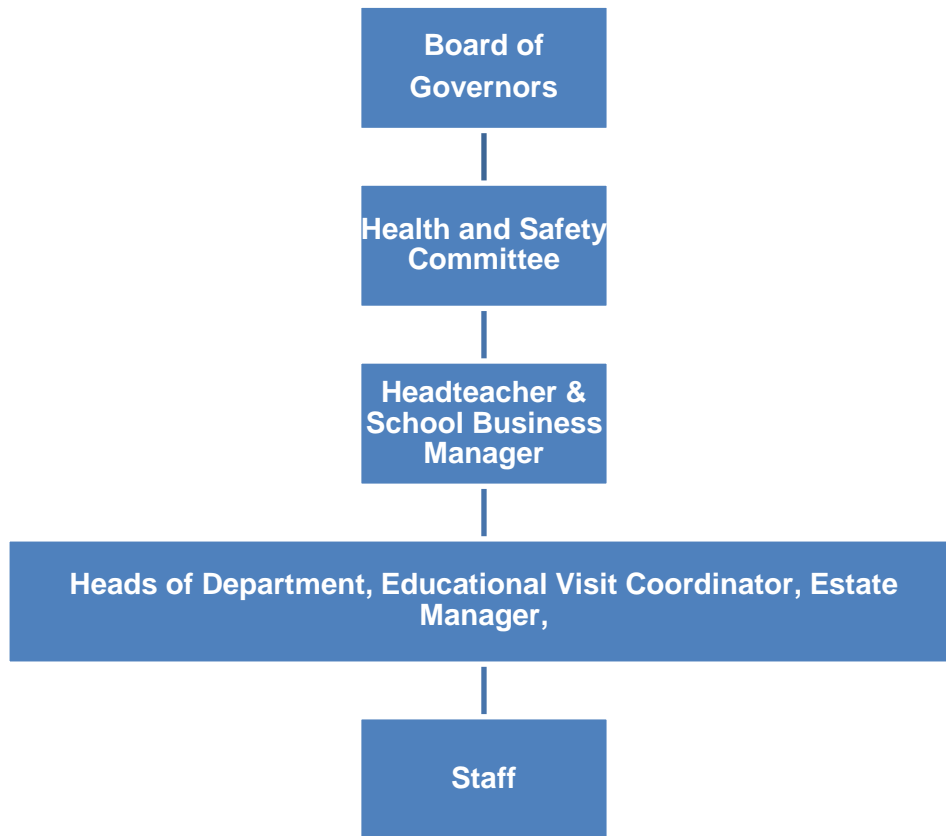 Board of
Governors
Health and Safety
Committee
Headteacher &
School Business
Manager
Heads of Department, Educational Visit Coordinator, Estate
Manager,
Staff